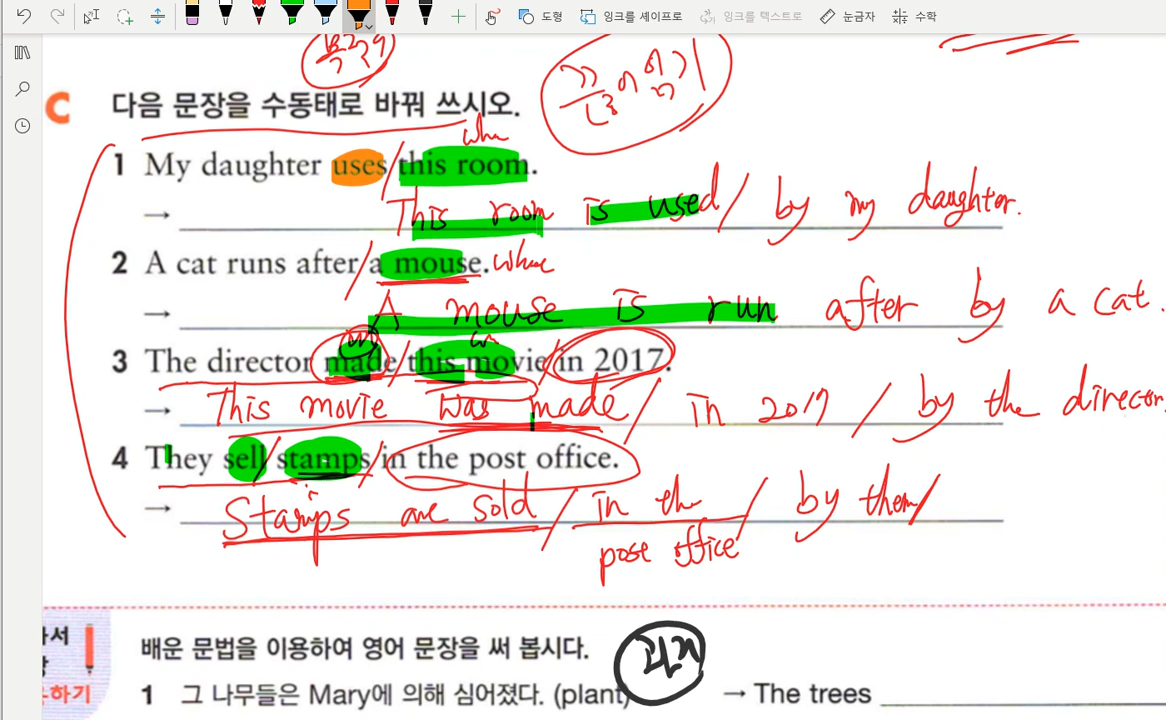 도형 잉크를 셰이프로 잉크를 텍스트로 눈금자 수학
C 다음 문장을 수동태로 바꿔 쓰시오.
1 My daughter uses/this room.
→ This room is used/ by my daughter.
2 A cat runs after/a mouse.
→ A mouse is run after by a cat.
3 The director made/this movie/in 2017.
→ This movie was made/ in 2017/ by the director.
4 They sell/stamps/in the post office.
→ Stamps are sold/ in the / by them/
post office
배운 문법을 이용하여 영어 문장을 써 봅시다.
하기
1 그 나무들은 Mary에 의해 심어졌다. (plant) → The trees